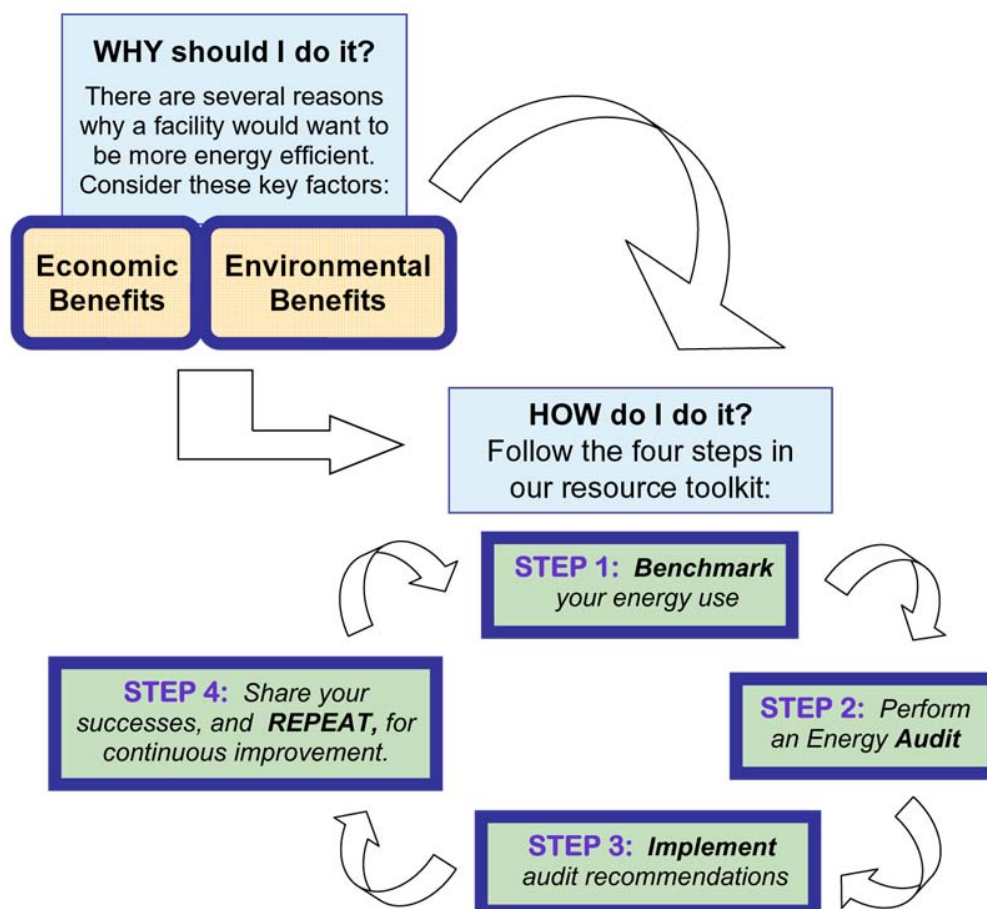 WHY should I do it?
There are several reasons
why a facility would want to
be more energy efficient.
Consider these key factors:
Economic
Benefits
Environmental
Benefits
HOW do I do it?
Follow the four steps in
our resource toolkit:
STEP 1: Benchmark
your energy use
STEP 2: Perform
an Energy Audit
STEP 3: Implement
audit recommendations
STEP 4: Share your
successes, and REPEAT, for
continuous improvement.